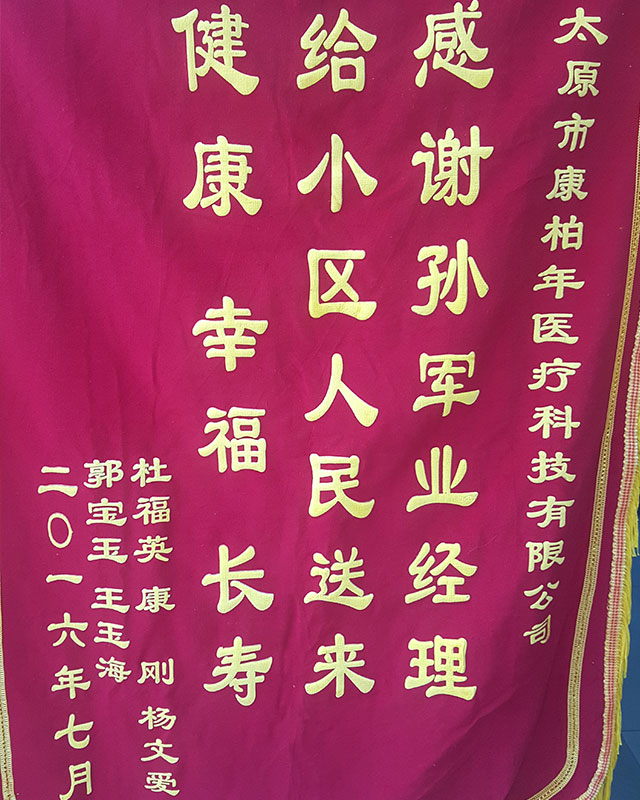 太原市康柏年医疗科技有限公司
感谢孙军业经理
给小区人民送来
健康 幸福 长寿
杜福英 康 刚 杨文爱
郭宝玉 王玉海
二〇一六年七月